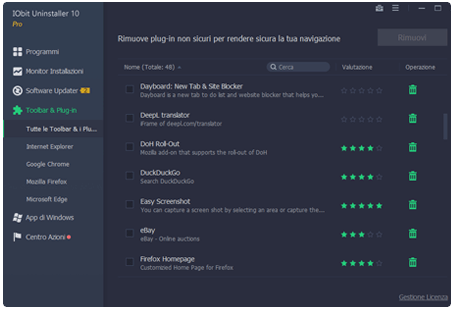 IObit Uninstaller 10
Pro
Programmi
Monitor Installazioni
Software Updater 2
Toolbar & Plug-in
Tutte le Toolbar & i Plu...
Internet Explorer
Google Chrome
Mozilla Firefox
Microsoft Edge
App di Windows
Centro Azioni
Rimuove plug-in non sicuri per rendere sicura la tua navigazione
Rimuovi
Nome (Totale: 48)
Cerca
Valutazione
Operazione
Dayboard: New Tab & Site Blocker
Dayboard is a new tab to do list and website blocker that helps yo...
DeepL translator
iFrame of deepl.com/translator
DoH Roll-Out
Mozilla add-on that supports the roll-out of DoH
DuckDuckGo
Search DuckDuckGo
Easy Screenshot
You can capture a screen shot by selecting an area or capture the...
eBay
eBay - Online auctions
Firefox Homepage
Customized Home Page for Firefox
Gestione Licenza